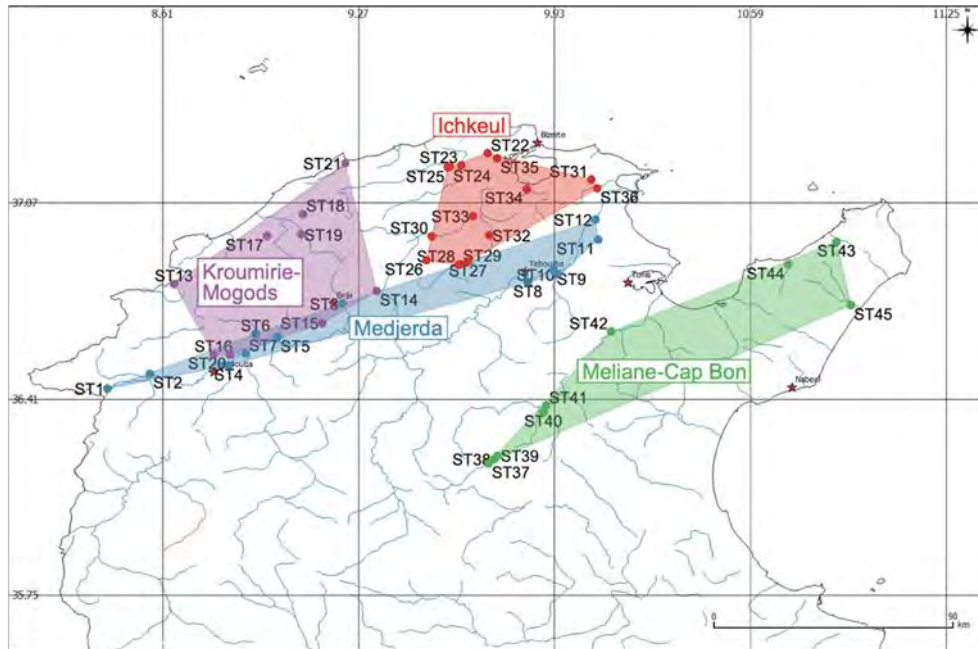 8.61 9.27 9.93 10.59 11.25
N
Ichkeul
Bizerte
ST22
ST21
ST23
ST35
ST25
ST24
ST31
ST34
ST36
37.07
ST18
ST33
ST12
ST17
ST19
ST30
ST32
ST11
ST43
ST13
ST28
ST29
ST26
ST27
Tebourba
ST10
ST9
ST44
Kroumirie-
Mogods
ST8
Tunis
ST14
Beja
ST45
ST6
ST15
Medjerda
ST42
ST7
ST5
ST16
ST20
ST4
ST1
ST2
Meliane-Cap Bon
Nabeul
36.41
ST41
ST40
ST39
ST38
ST37
35.75
0
90
km